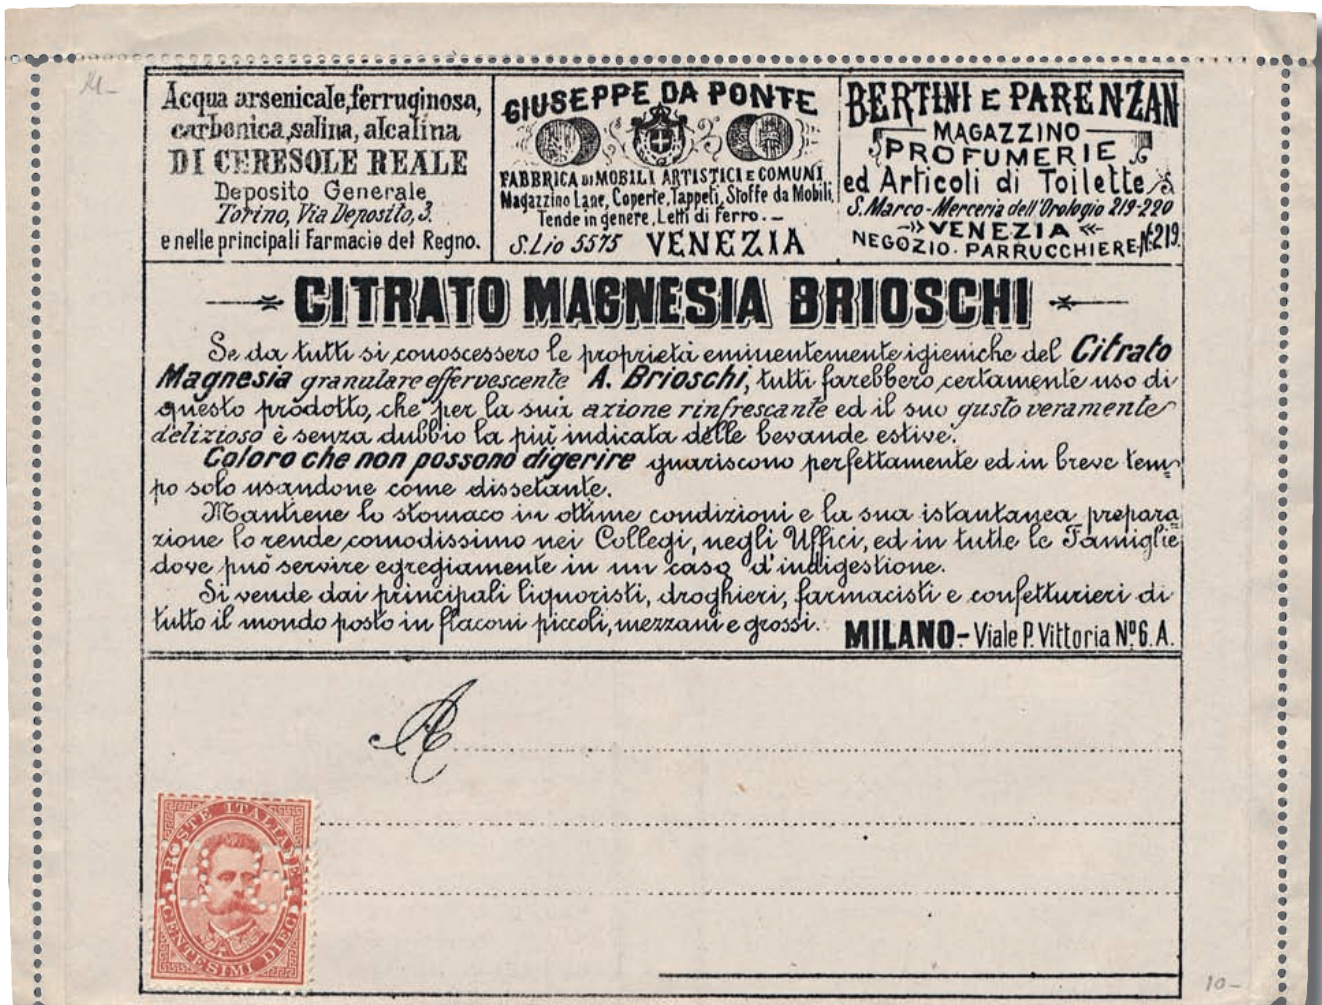 Acqua arsenicale, ferruginosa,
carbonica, salina, alcalina
DI CERESOLE REALE
Deposito Generale,
Torino, Via Deposito, 3.
e nelle principali Farmacie del Regno.
GIUSEPPE DA PONTE
FABBRICA DI MOBILI ARTISTICI E COMUNI
Magazzino Lane, Coperte, Tappeti, Stoffe da Mobili,
Tende in genere, Letti di Ferro. —
S. Lio 5575 VENEZIA
BERTINI E PARENZAN
MAGAZZINO
PROFUMERIE
ed Articoli di Toilette
S. Marco - Merceria dell'Orologio 219-220
VENEZIA
NEGOZIO. PARRUCCHIERE, No. 219.
CITRATO MAGNESIA BRIOSCHI
Se da tutti si conoscessero le proprietà eminentemente igieniche del Citrato
Magnesia granulare effervescente A. Brioschi, tutti farebbero certamente uso di
questo prodotto, che per la sua azione rinfrescante ed il suo gusto veramente
delizioso è senza dubbio la più indicata delle bevande estive.
Coloro che non possono digerire guariscono perfettamente ed in breve tem=
po solo usandone come dissetante.
Mantiene lo stomaco in ottime condizioni e la sua istantanea prepara=
zione lo rende comodissimo nei Collegi, negli Uffici, ed in tutte le Famiglie
dove può servire egregiamente in un caso d'indigestione.
Si vende dai principali liquoristi, droghieri, farmacisti e confetturieri di
tutto il mondo posto in flaconi piccoli, mezzani e grossi.
MILANO - Viale P. Vittoria No. 6. A.
A
POSTE ITALIANE
CENTESIMI DIECI
10-